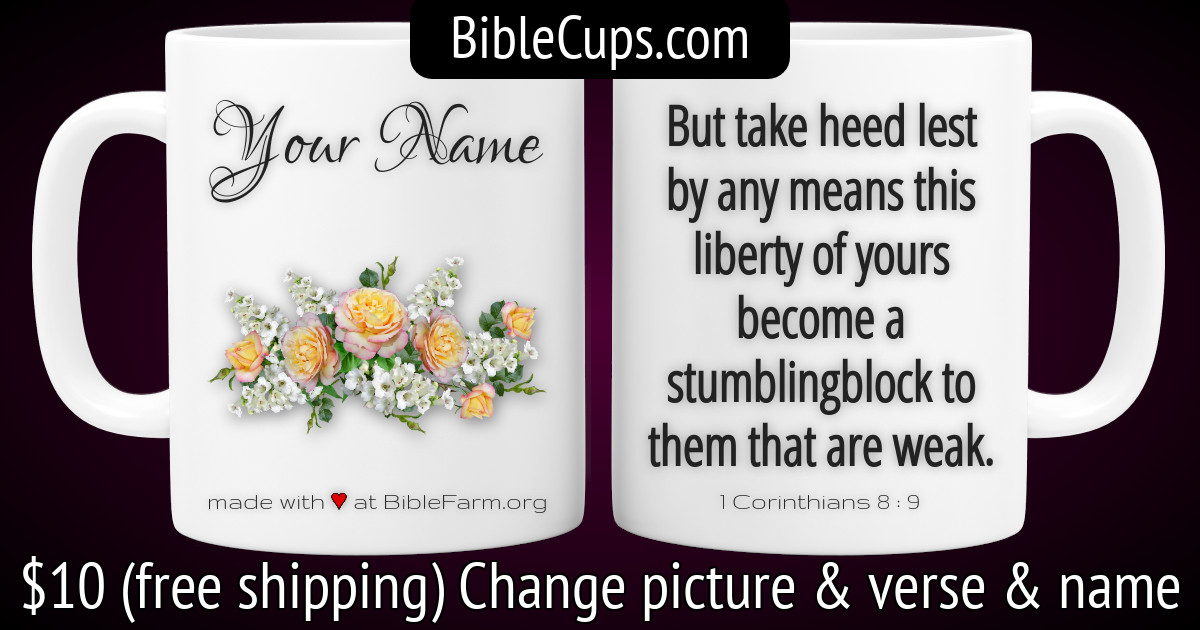 BibleCups.com
Your Name
made with ♥ at BibleFarm.org
But take heed lest
by any means this
liberty of yours
become a
stumblingblock to
them that are weak.
1 Corinthians 8 : 9
$10 (free shipping) Change picture & verse & name